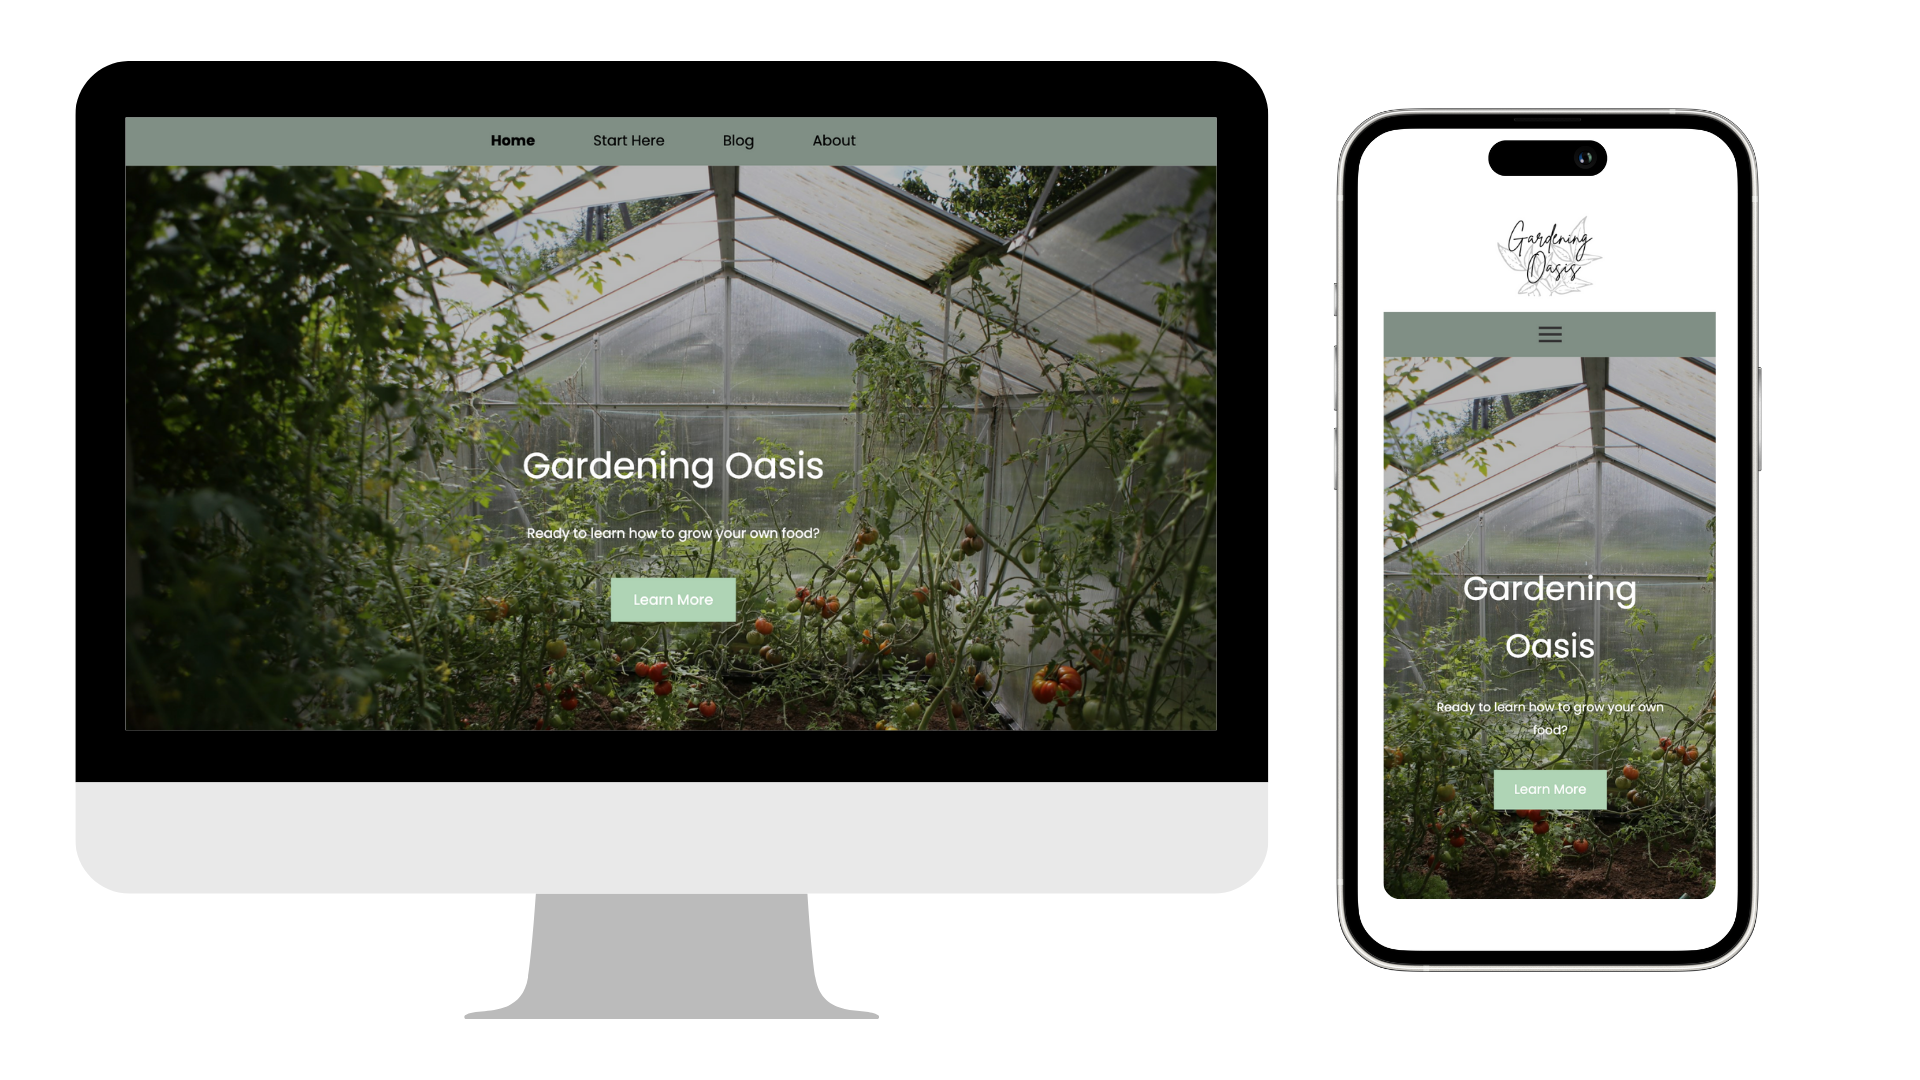 Home Start Here Blog About
Gardening Oasis
Ready to learn how to grow your own food?
Learn More
Gardening
Oasis
Gardening
Oasis
Ready to learn how to grow your own
food?
Learn More